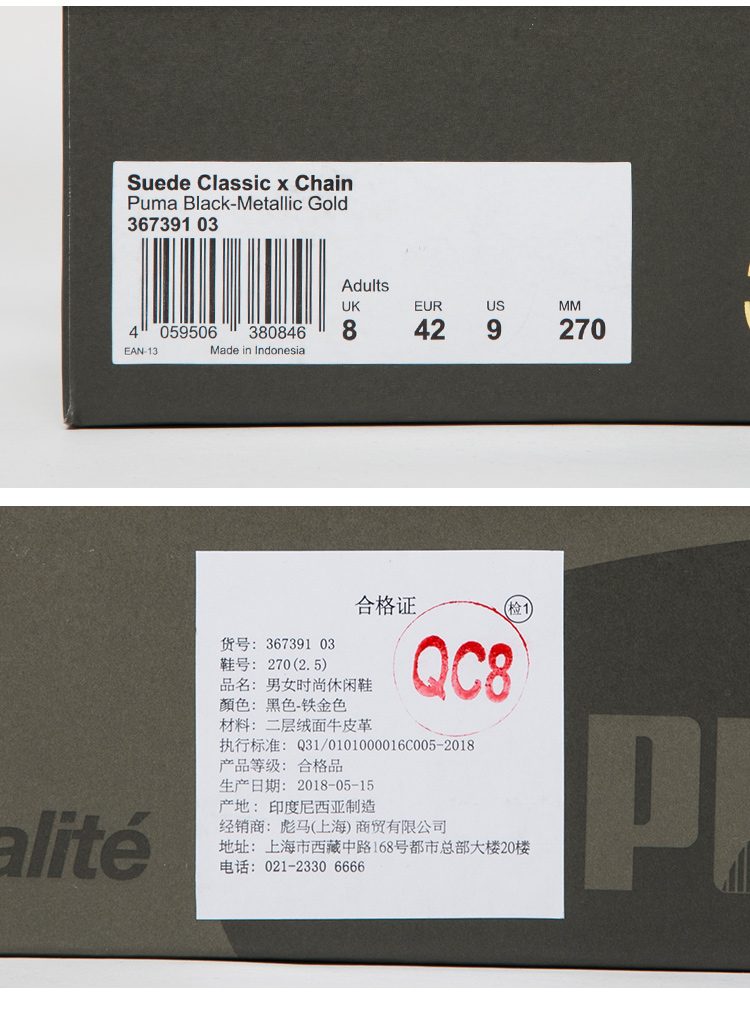 Suede Classic x Chain
Puma Black-Metallic Gold
367391 03
Adults
UK EUR US MM
8 42 9 270
4 059506 380846
EAN-13 Made in Indonesia
合格证 检1
QC8
货号: 367391 03
鞋号: 270(2.5)
品名: 男女时尚休闲鞋
顏色: 黑色-铁金色
材料: 二层绒面牛皮革
执行标准: Q31/0101000016C005-2018
产品等级: 合格品
生产日期: 2018-05-15
产地: 印度尼西亚制造
经销商: 彪马(上海) 商贸有限公司
地址: 上海市西藏中路168号都市总部大楼20楼
电话: 021-2330 6666
alité
PU